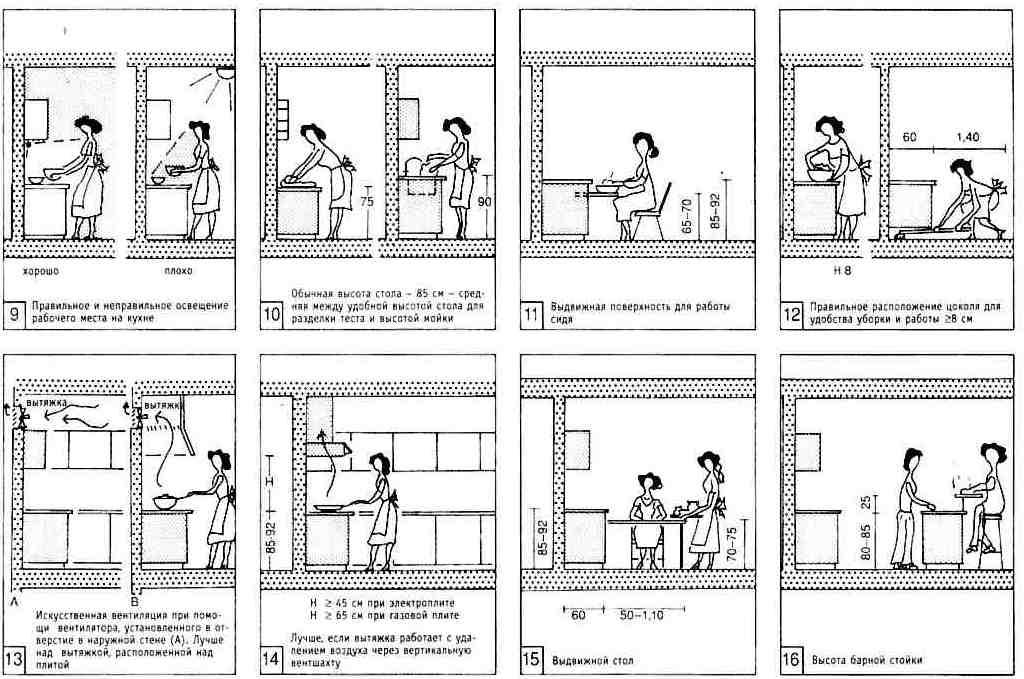 хорошо
плохо
9
Правильное и неправильное освещение
рабочего места на кухне
75
90
10
Обычная высота стола – 85 см – сред-
няя между удобной высотой стола для
разделки теста и высотой мойки
65–70
85–92
11
Выдвижная поверхность для работы
сидя
60
1,40
H 8
12
Правильное расположение цоколя для
удобства уборки и работы ≥8 см
вытяжка
вытяжка
A
B
13
Искусственная вентиляция при помо-
щи вентилятора, установленного в от-
верстие в наружной стене (А). Лучше
над вытяжкой, расположенной над
плитой
H
85–92
H ≥ 45 см при электроплите
H ≥ 65 см при газовой плите
14
Лучше, если вытяжка работает с уда-
лением воздуха через вертикальную
вентшахту
85–92
70–75
60
50–1,10
15
Выдвижной стол
25
80–85
16
Высота барной стойки